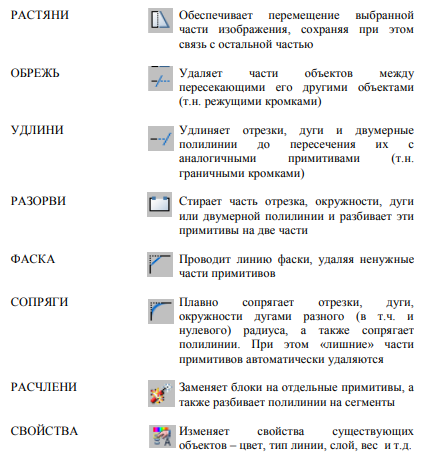 РАСТЯНИ Обеспечивает перемещение выбранной
части изображения, сохраняя при этом
связь с остальной частью
ОБРЕЖЬ Удаляет части объектов между
пересекающими его другими объектами
(т.н. режущими кромками)
УДЛИНИ Удлиняет отрезки, дуги и двумерные
полилинии до пересечения их с
аналогичными примитивами (т.н.
граничными кромками)
РАЗОРВИ Стирает часть отрезка, окружности, дуги
или двумерной полилинии и разбивает эти
примитивы на две части
ФАСКА Проводит линию фаски, удаляя ненужные
части примитивов
СОПРЯГИ Плавно сопрягает отрезки, дуги,
окружности дугами разного (в т.ч. и
нулевого) радиуса, а также сопрягает
полилинии. При этом «лишние» части
примитивов автоматически удаляются
РАСЧЛЕНИ Заменяет блоки на отдельные примитивы, а
также разбивает полилинии на сегменты
СВОЙСТВА Изменяет свойства существующих
объектов – цвет, тип линии, слой, вес и т.д.